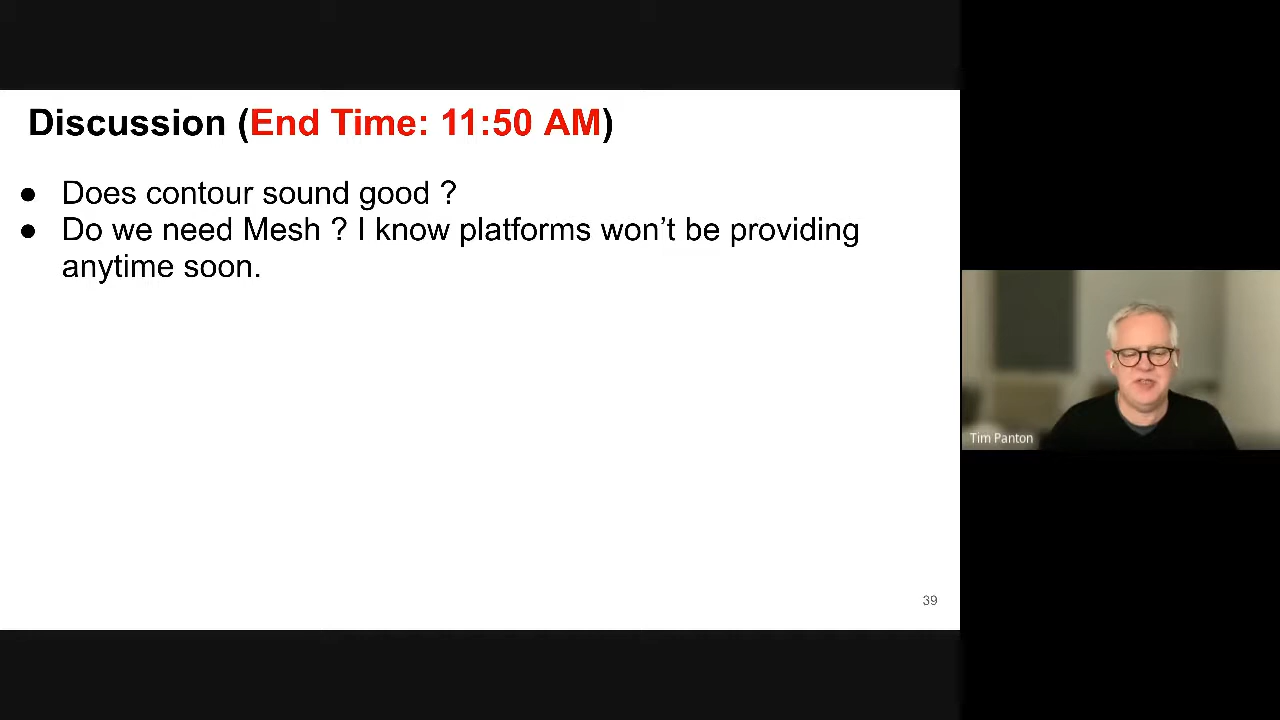 Discussion (End Time: 11:50 AM)
● Does contour sound good ?
● Do we need Mesh ? I know platforms won’t be providing
anytime soon.
Tim Panton
39